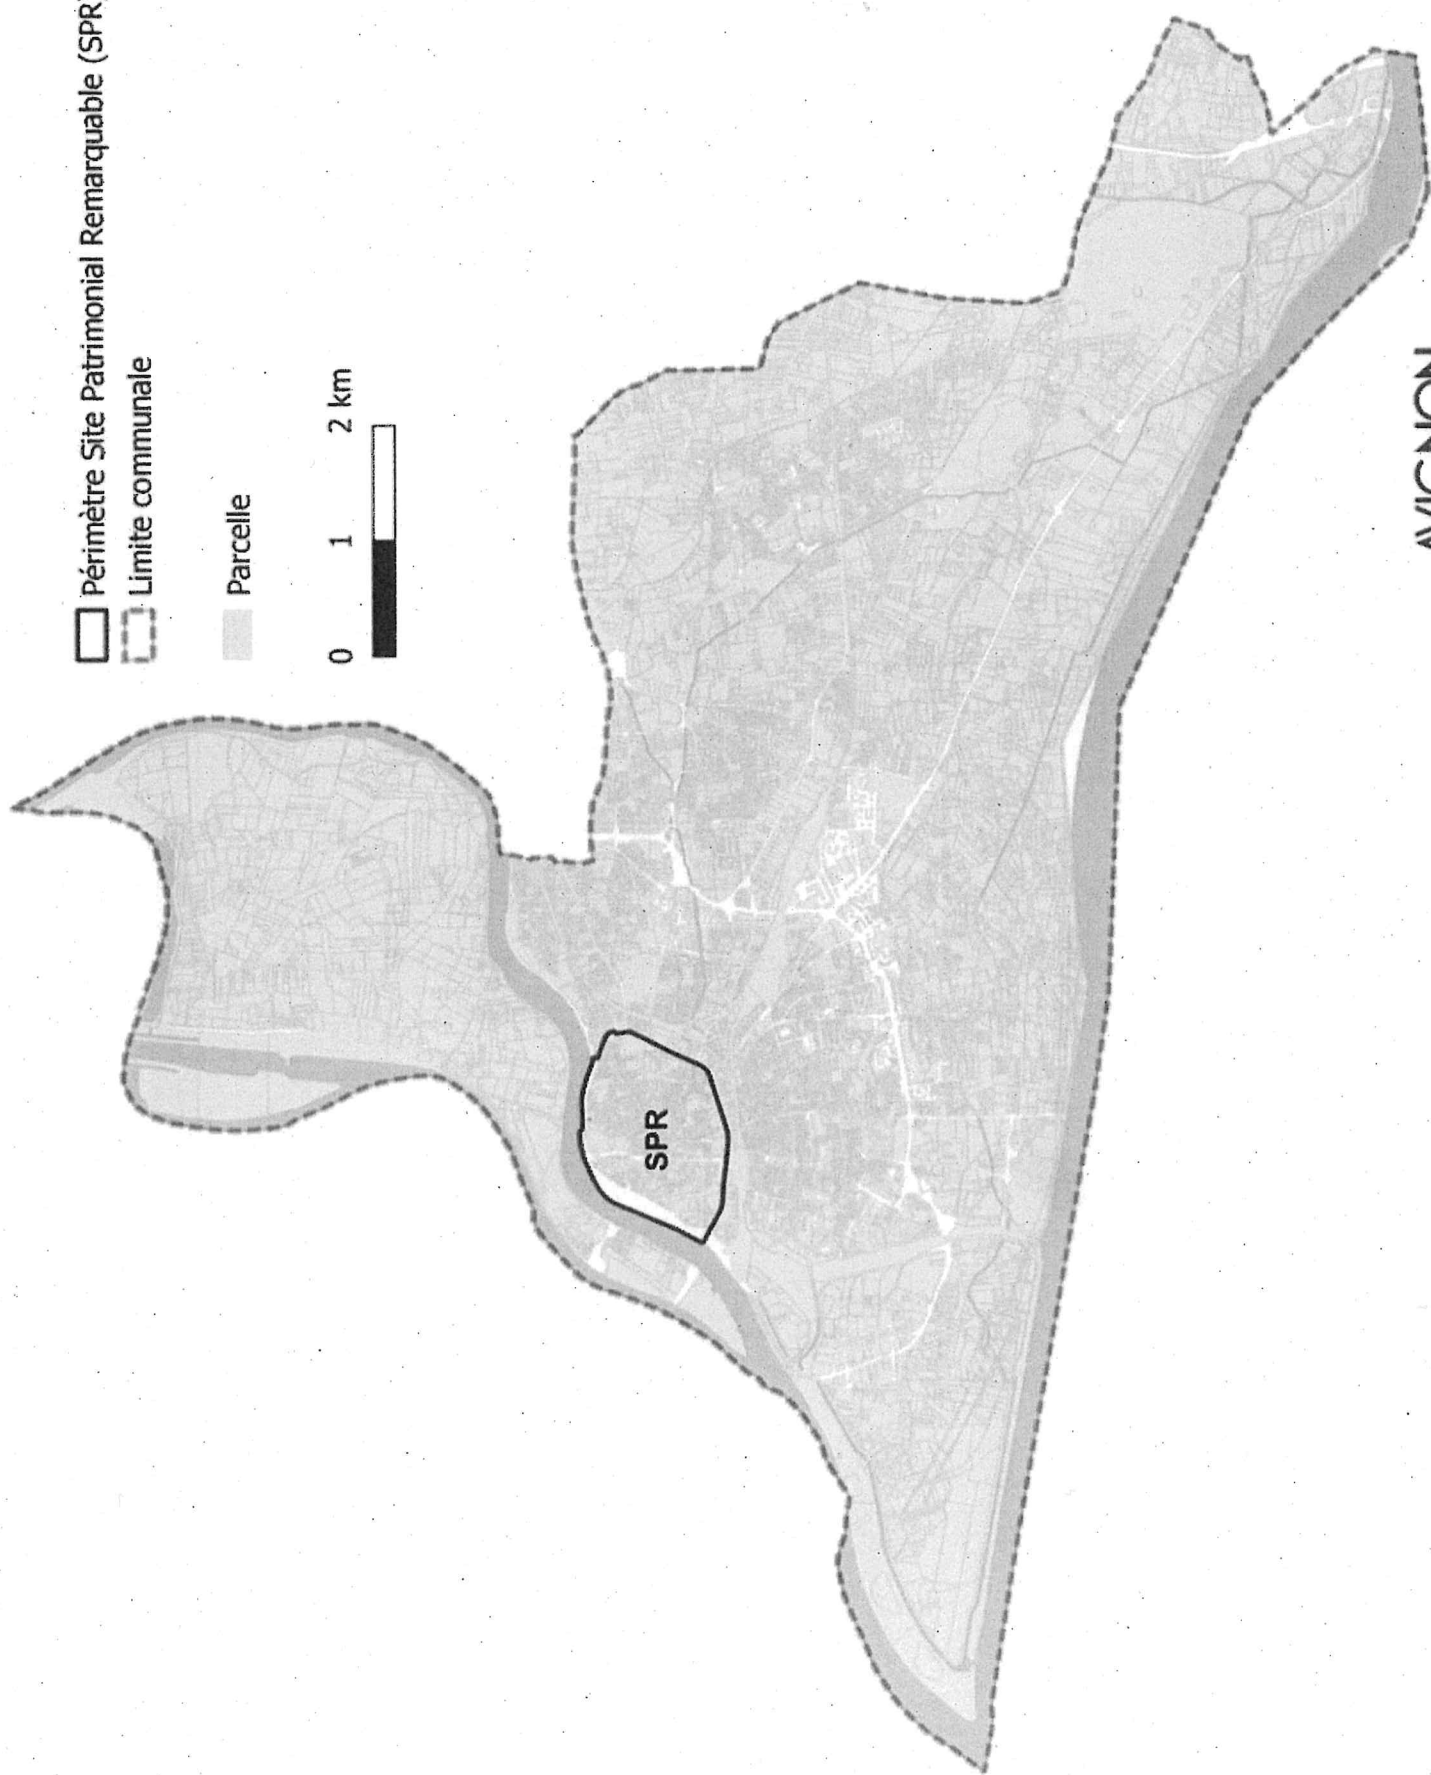 Périmètre Site Patrimonial Remarquable (SPR)
Limite communale
Parcelle
0 1 2 km
SPR
AVIGNON